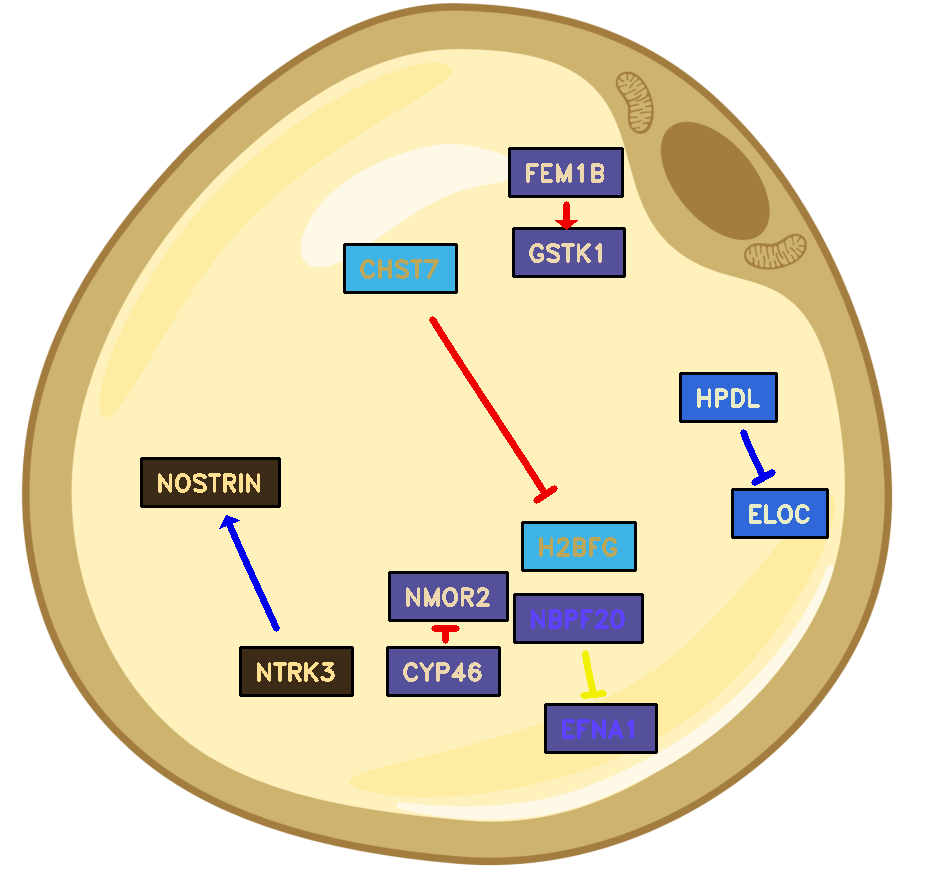 FEM1B
GSTK1
CHST7
HPDL
NOSTRIN
ELOC
H2BFG
NMOR2
NBPF20
NTRK3
CYP46
EFNA1